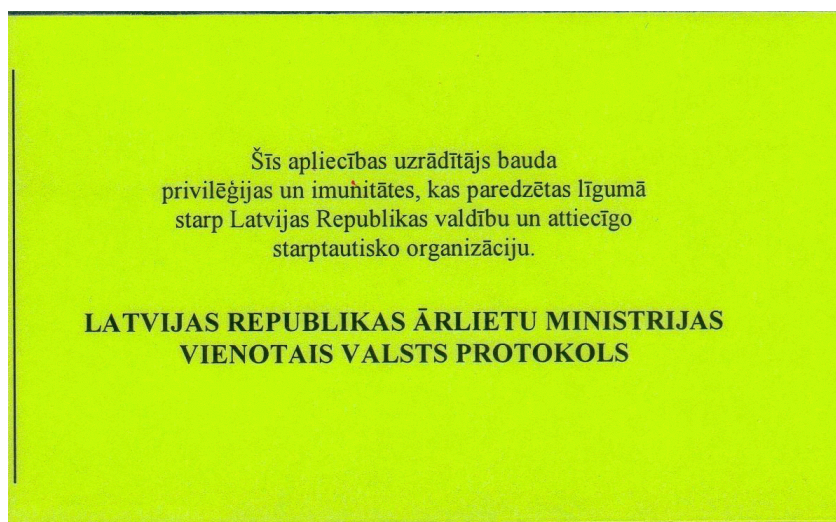 Šīs apliecības uzrādītājs bauda
privilēģijas un imunitātes, kas paredzētas līgumā
starp Latvijas Republikas valdību un attiecīgo
starptautisko organizāciju.
LATVIJAS REPUBLIKAS ĀRLIETU MINISTRIJAS
VIENOTAIS VALSTS PROTOKOLS